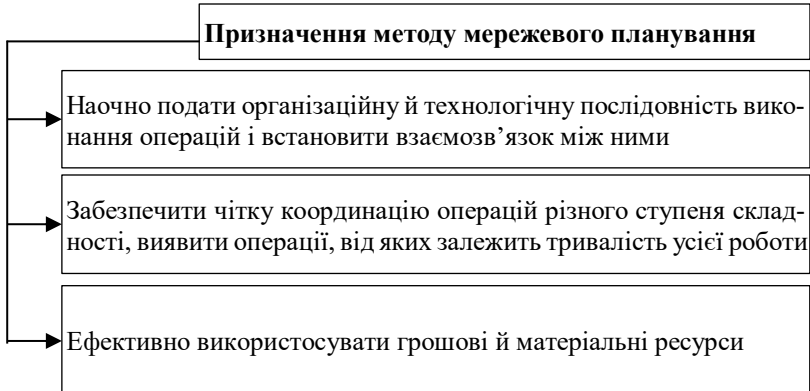 Призначення методу мережевого планування
Наочно подати організаційну й технологічну послідовність вико-
нання операцій і встановити взаємозв’язок між ними
Забезпечити чітку координацію операцій різного ступеня склад-
ності, виявити операції, від яких залежить тривалість усієї роботи
Ефективно використосувати грошові й матеріальні ресурси